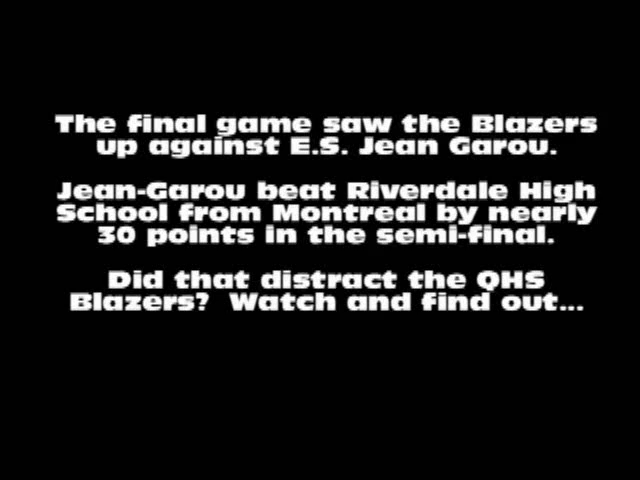 The final game saw the Blazers
up against E.S. Jean Garou.
Jean-Garou beat Riverdale High
School from Montreal by nearly
30 points in the semi-final.
Did that distract the QHS
Blazers? Watch and find out...